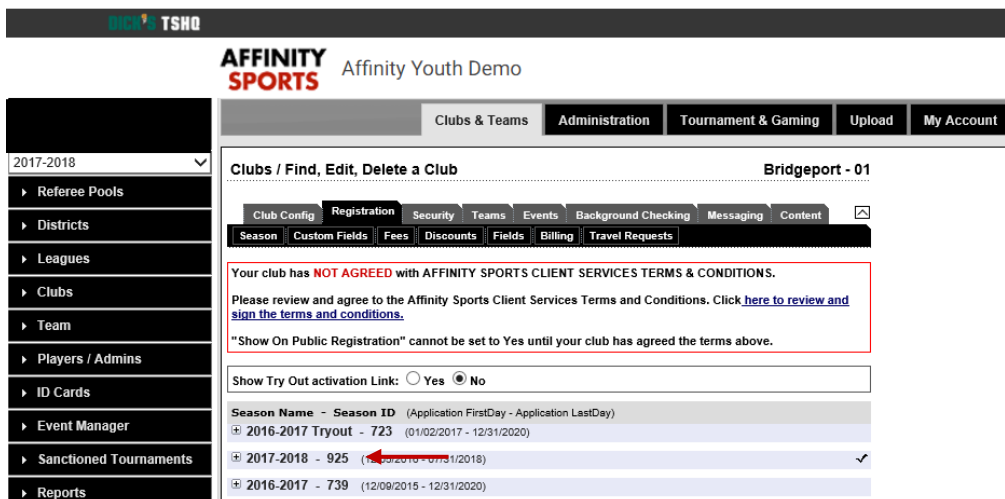 DICK'S TSHQ
AFFINITY
SPORTS
Affinity Youth Demo
Clubs & Teams Administration Tournament & Gaming Upload My Account
2017-2018
Referee Pools
Districts
Leagues
Clubs
Team
Players / Admins
ID Cards
Event Manager
Sanctioned Tournaments
Reports
Clubs / Find, Edit, Delete a Club Bridgeport - 01
Club Config Registration Security Teams Events Background Checking Messaging Content
Season Custom Fields Fees Discounts Fields Billing Travel Requests
Your club has NOT AGREED with AFFINITY SPORTS CLIENT SERVICES TERMS & CONDITIONS.
Please review and agree to the Affinity Sports Client Services Terms and Conditions. Click here to review and
sign the terms and conditions.
"Show On Public Registration" cannot be set to Yes until your club has agreed the terms above.
Show Try Out activation Link: Yes No
Season Name - Season ID (Application FirstDay - Application LastDay)
2016-2017 Tryout - 723 (01/02/2017 - 12/31/2020)
2017-2018 - 925
2016-2017 - 739 (12/09/2015 - 12/31/2020)